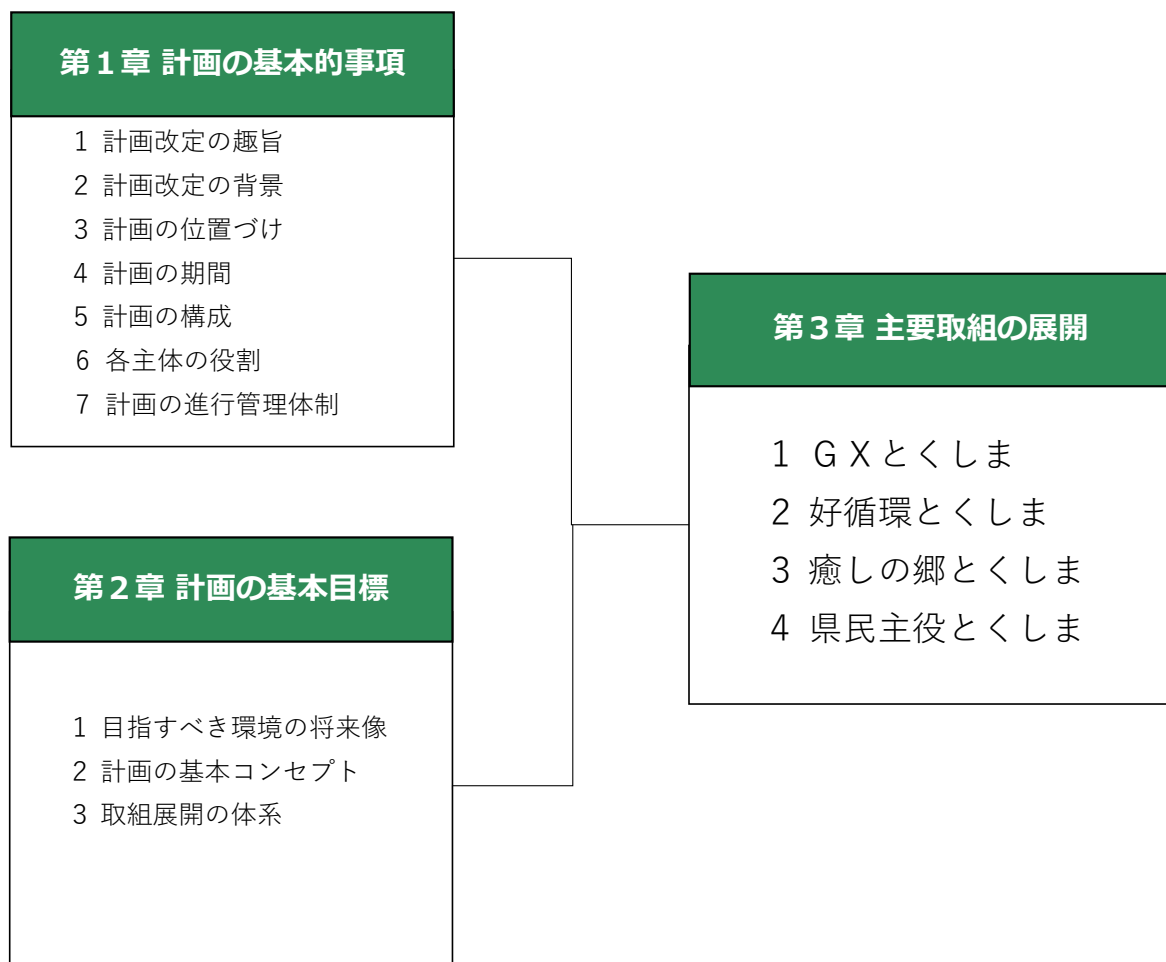 第１章 計画の基本的事項
1 計画改定の趣旨
2 計画改定の背景
3 計画の位置づけ
4 計画の期間
5 計画の構成
6 各主体の役割
7 計画の進行管理体制
第２章 計画の基本目標
1 目指すべき環境の将来像
2 計画の基本コンセプト
3 取組展開の体系
第３章 主要取組の展開
1 ＧＸとくしま
2 好循環とくしま
3 癒しの郷とくしま
4 県民主役とくしま